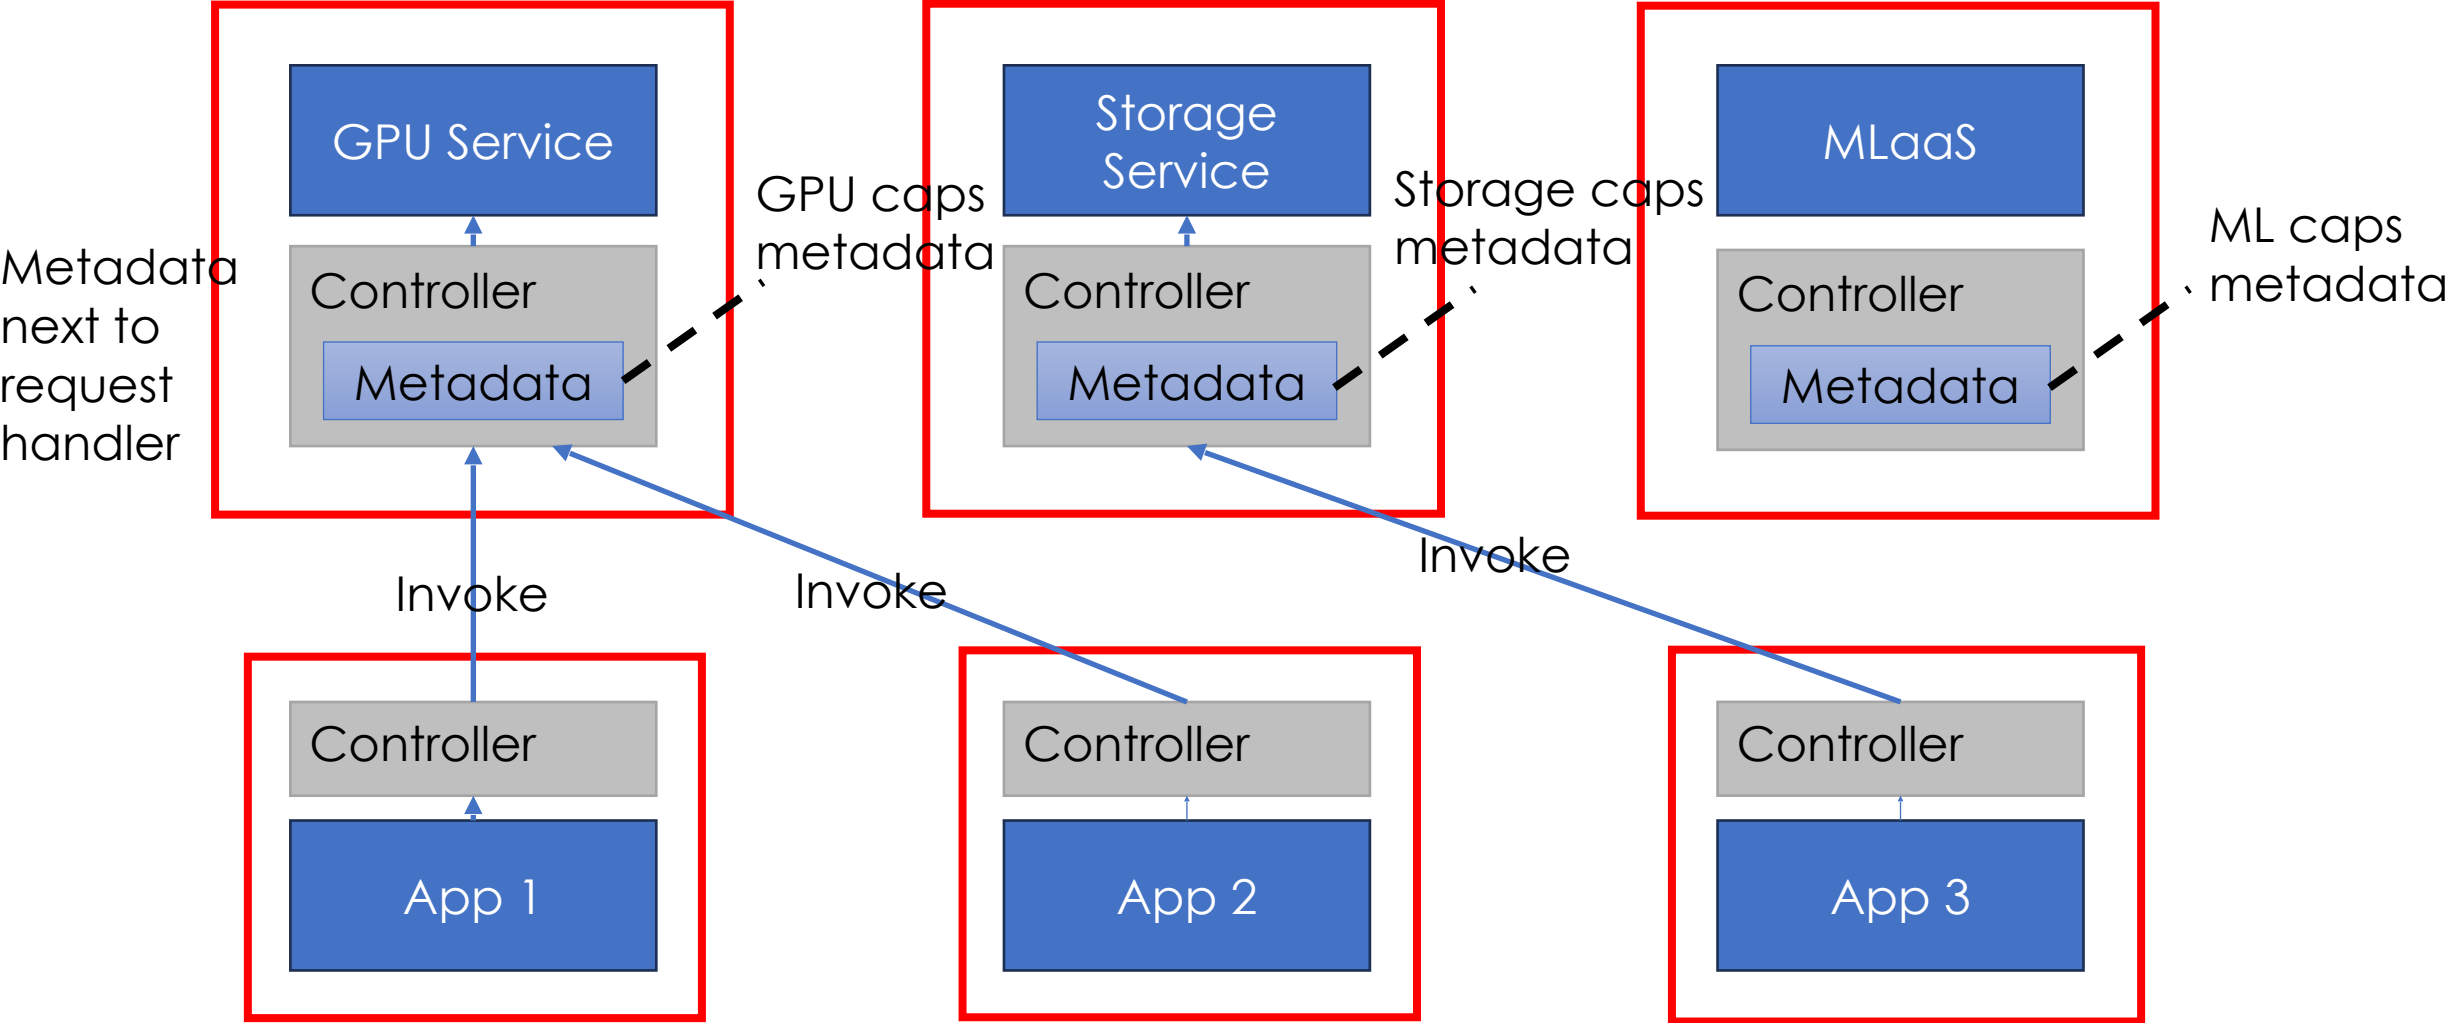 GPU Service
Storage
Service
MLaaS
GPU caps
metadata
Storage caps
metadata
ML caps
metadata
Metadata
next to
request
handler
Controller
Metadata
Controller
Metadata
Controller
Metadata
Invoke
Invoke
Invoke
Controller
Controller
Controller
App 1
App 2
App 3